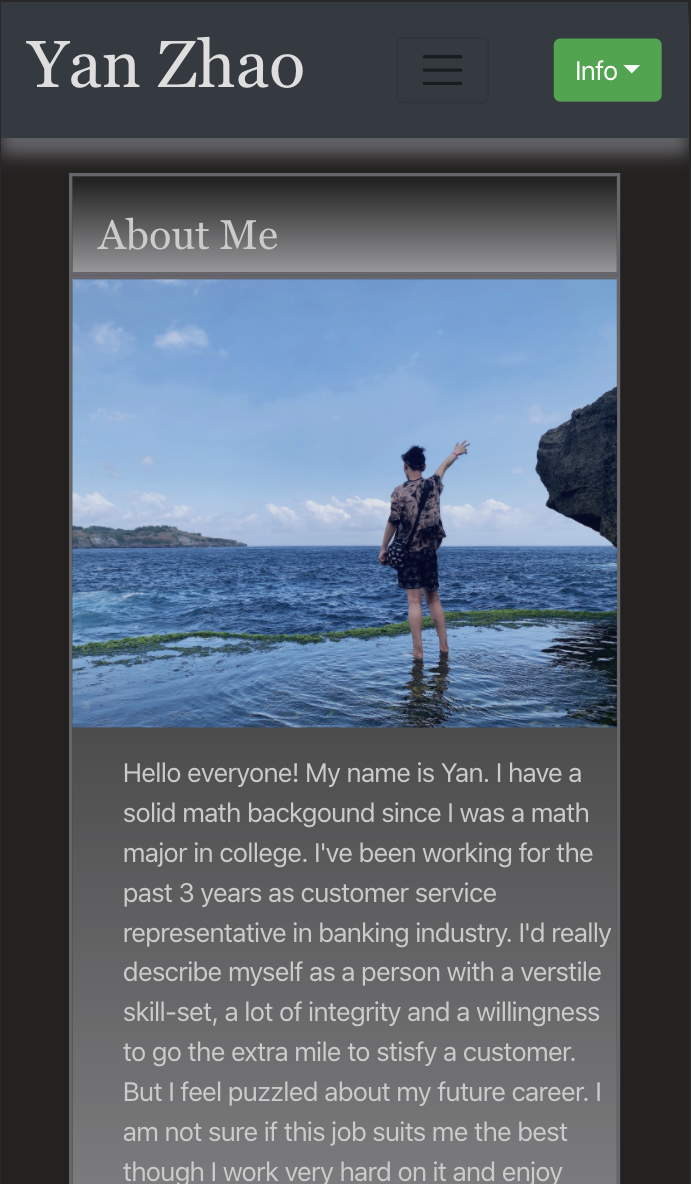 Yan Zhao
Info
About Me
Hello everyone! My name is Yan. I have a
solid math backgound since I was a math
major in college. I've been working for the
past 3 years as customer service
representative in banking industry. I'd really
describe myself as a person with a verstile
skill-set, a lot of integrity and a willingness
to go the extra mile to stisfy a customer.
But I feel puzzled about my future career. I
am not sure if this job suits me the best
though I work very hard on it and enjoy